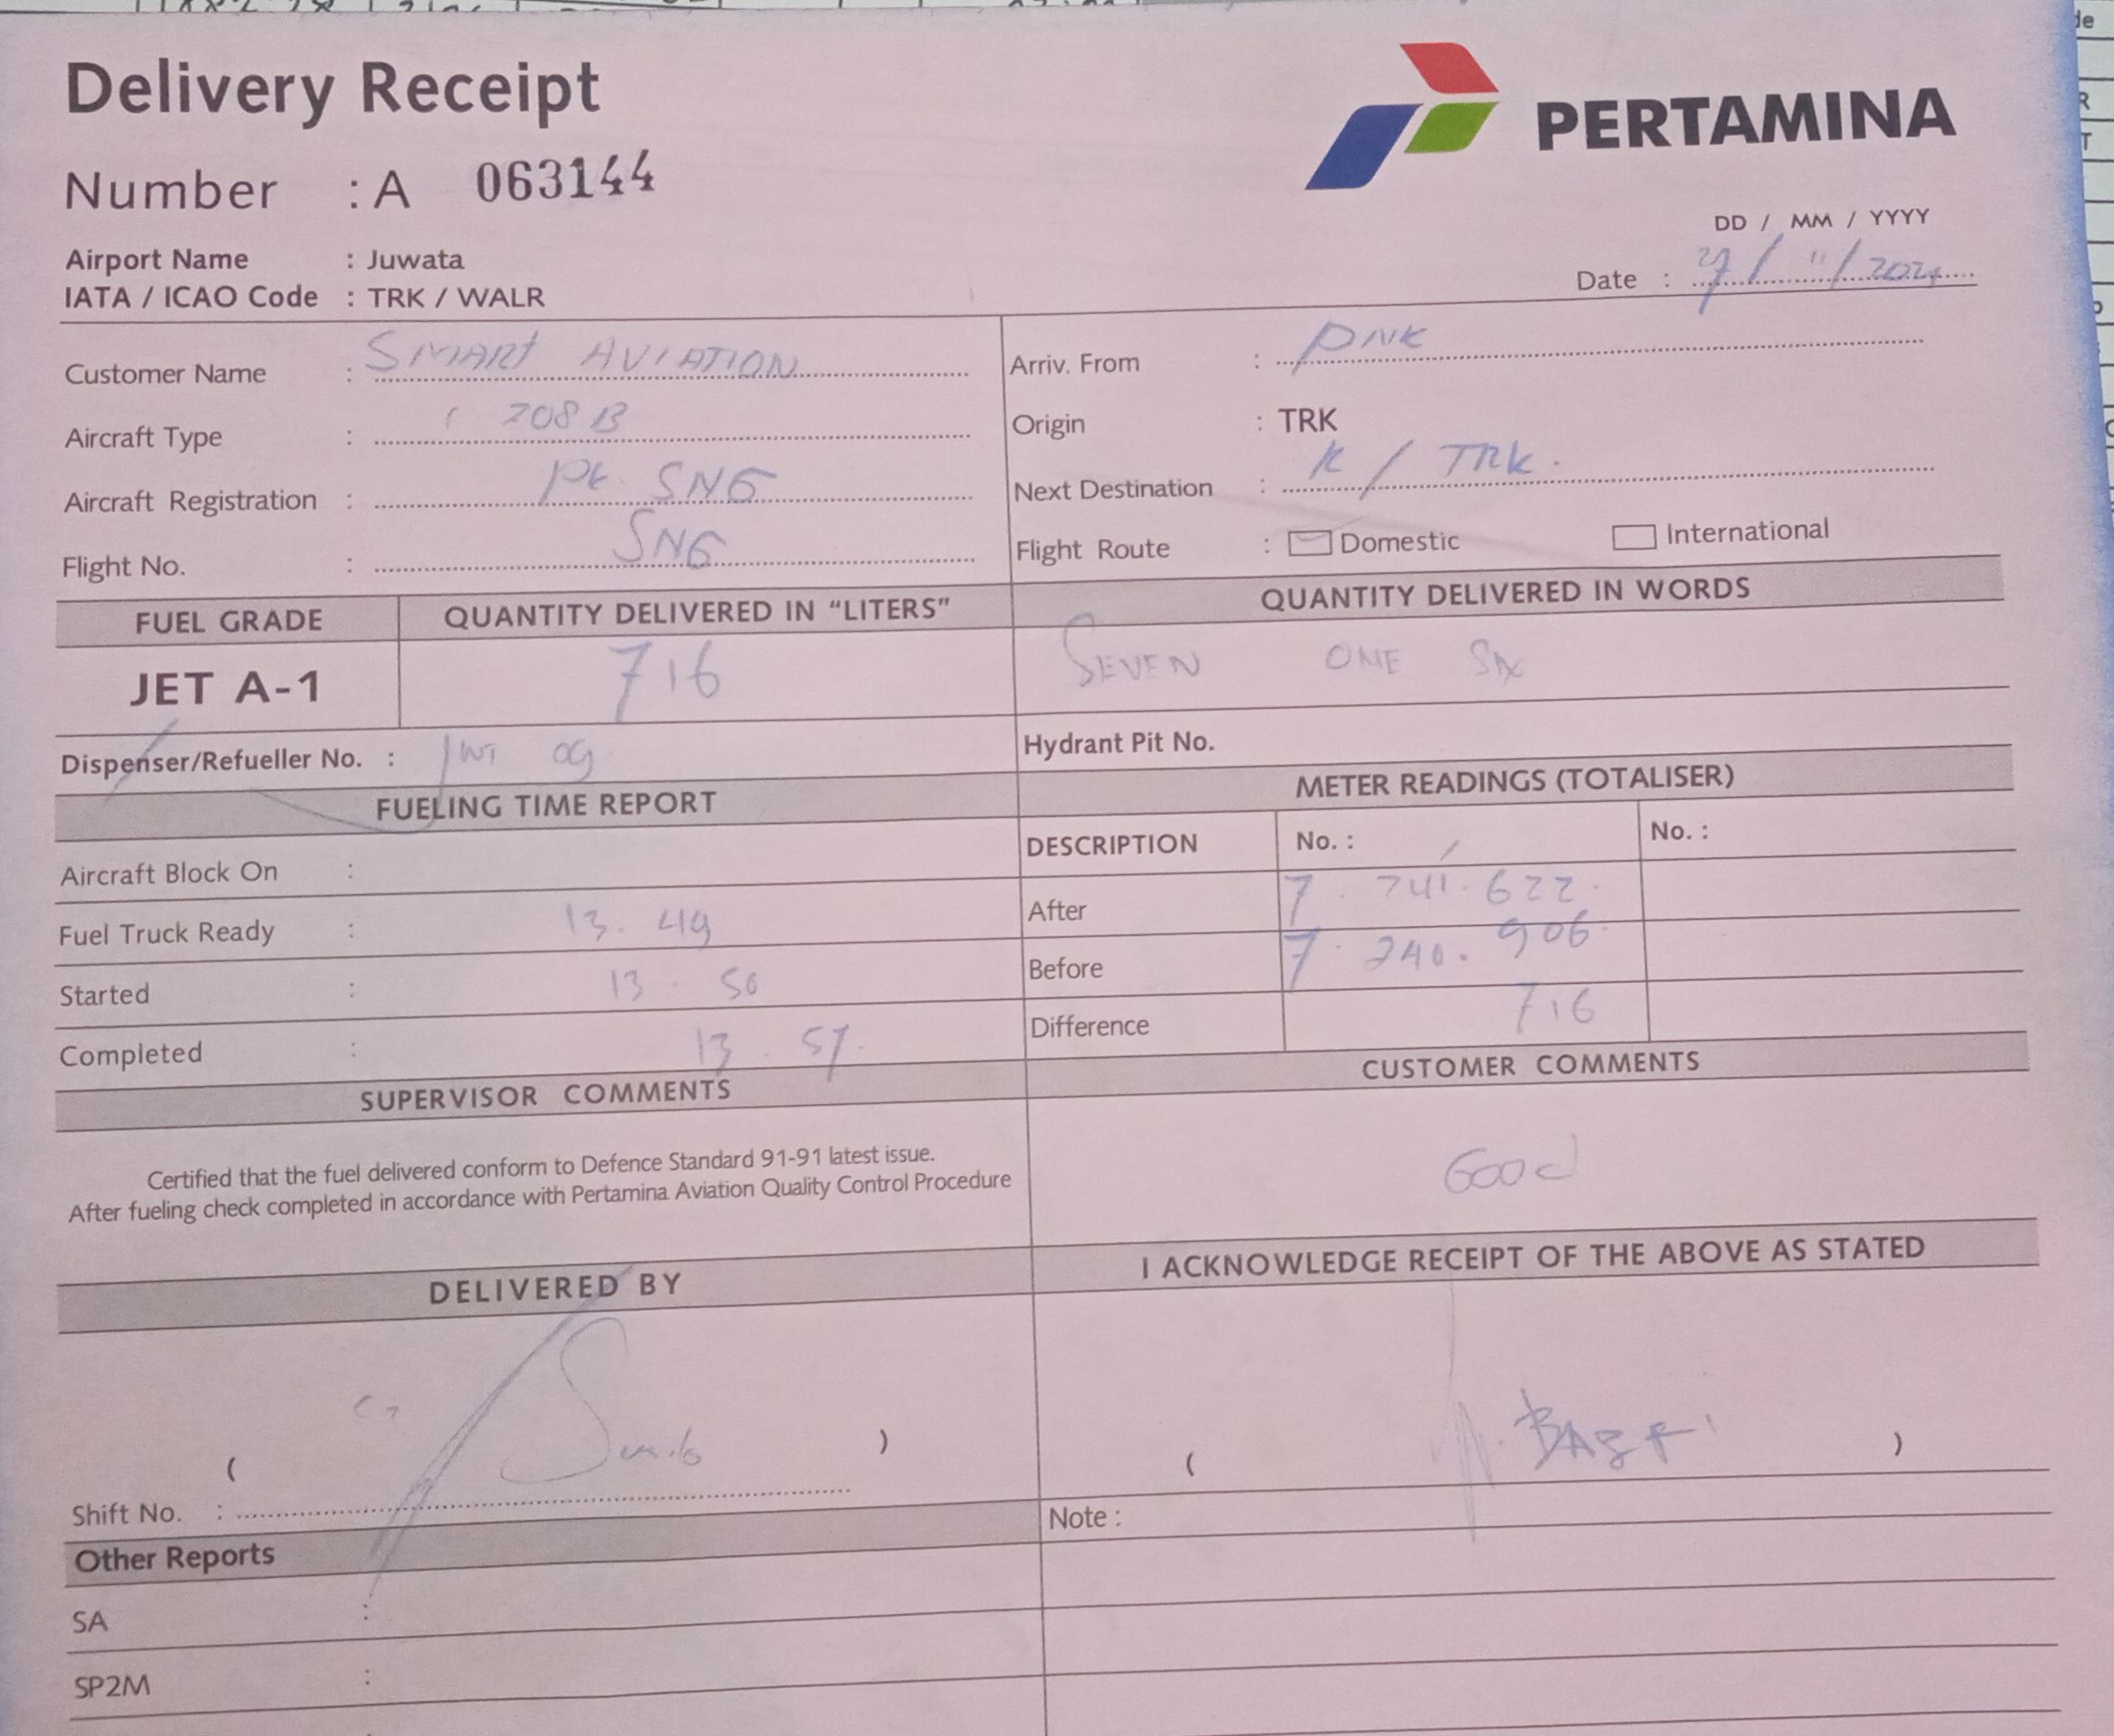 Delivery Receipt
PERTAMINA
Number : A 063144
DD / MM / YYYY
Airport Name : Juwata
Date :
IATA / ICAO Code : TRK / WALR
Customer Name : SMART AVIATION
Arriv. From : PNK
Aircraft Type : C 208 B
Origin : TRK
Aircraft Registration : PK. SNG
Next Destination : K / TRK.
Flight No. : SNG
Flight Route : Domestic International
FUEL GRADE QUANTITY DELIVERED IN "LITERS" QUANTITY DELIVERED IN WORDS
JET A-1 716 SEVEN ONE SIX
Dispenser/Refueller No. : 09
Hydrant Pit No.
FUELING TIME REPORT METER READINGS (TOTALISER)
DESCRIPTION No. : No. :
Aircraft Block On :
After 7. 241. 622.
Fuel Truck Ready : 13. 49
Before 7. 240. 906.
Started : 13. 50
Difference 716
Completed : 13. 57.
SUPERVISOR COMMENTS CUSTOMER COMMENTS
Certified that the fuel delivered conform to Defence Standard 91-91 latest issue.
After fueling check completed in accordance with Pertamina Aviation Quality Control Procedure
Good
DELIVERED BY I ACKNOWLEDGE RECEIPT OF THE ABOVE AS STATED
( ) ( )
Shift No. :
Note :
Other Reports
SA :
SP2M :